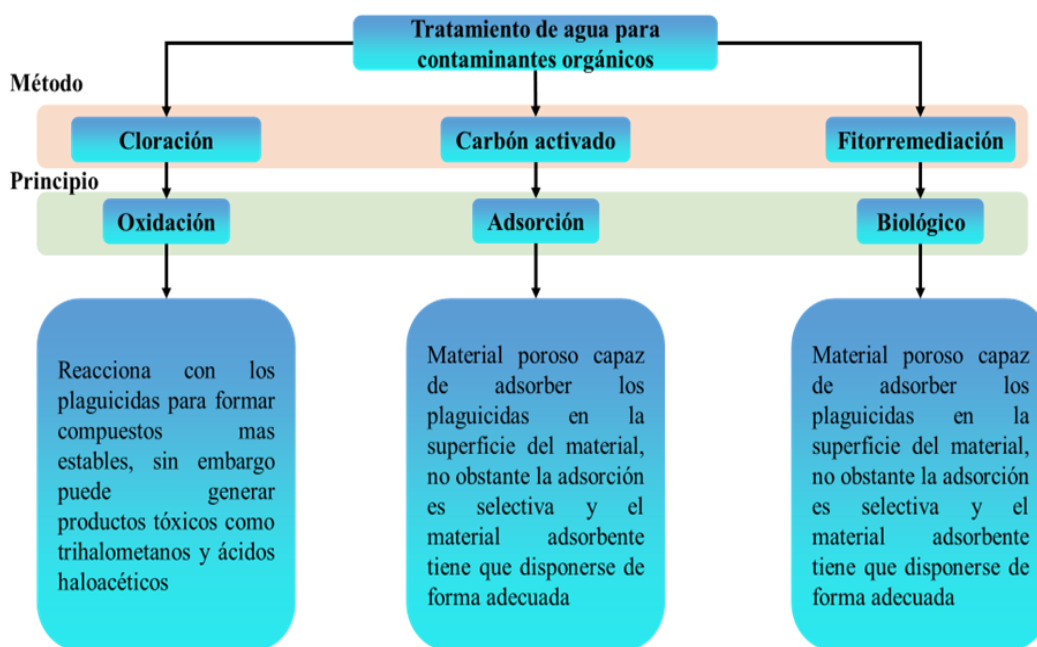 Tratamiento de agua para
contaminantes orgánicos
Método
Cloración
Carbón activado
Fitorremediación
Principio
Oxidación
Adsorción
Biológico
Reacciona con los
plaguicidas para formar
compuestos mas
estables, sin embargo
puede generar
productos tóxicos como
trihalometanos y ácidos
haloacéticos
Material poroso capaz
de adsorber los
plaguicidas en la
superficie del material,
no obstante la adsorción
es selectiva y el
material adsorbente
tiene que disponerse de
forma adecuada
Material poroso capaz
de adsorber los
plaguicidas en la
superficie del material,
no obstante la adsorción
es selectiva y el
material adsorbente
tiene que disponerse de
forma adecuada